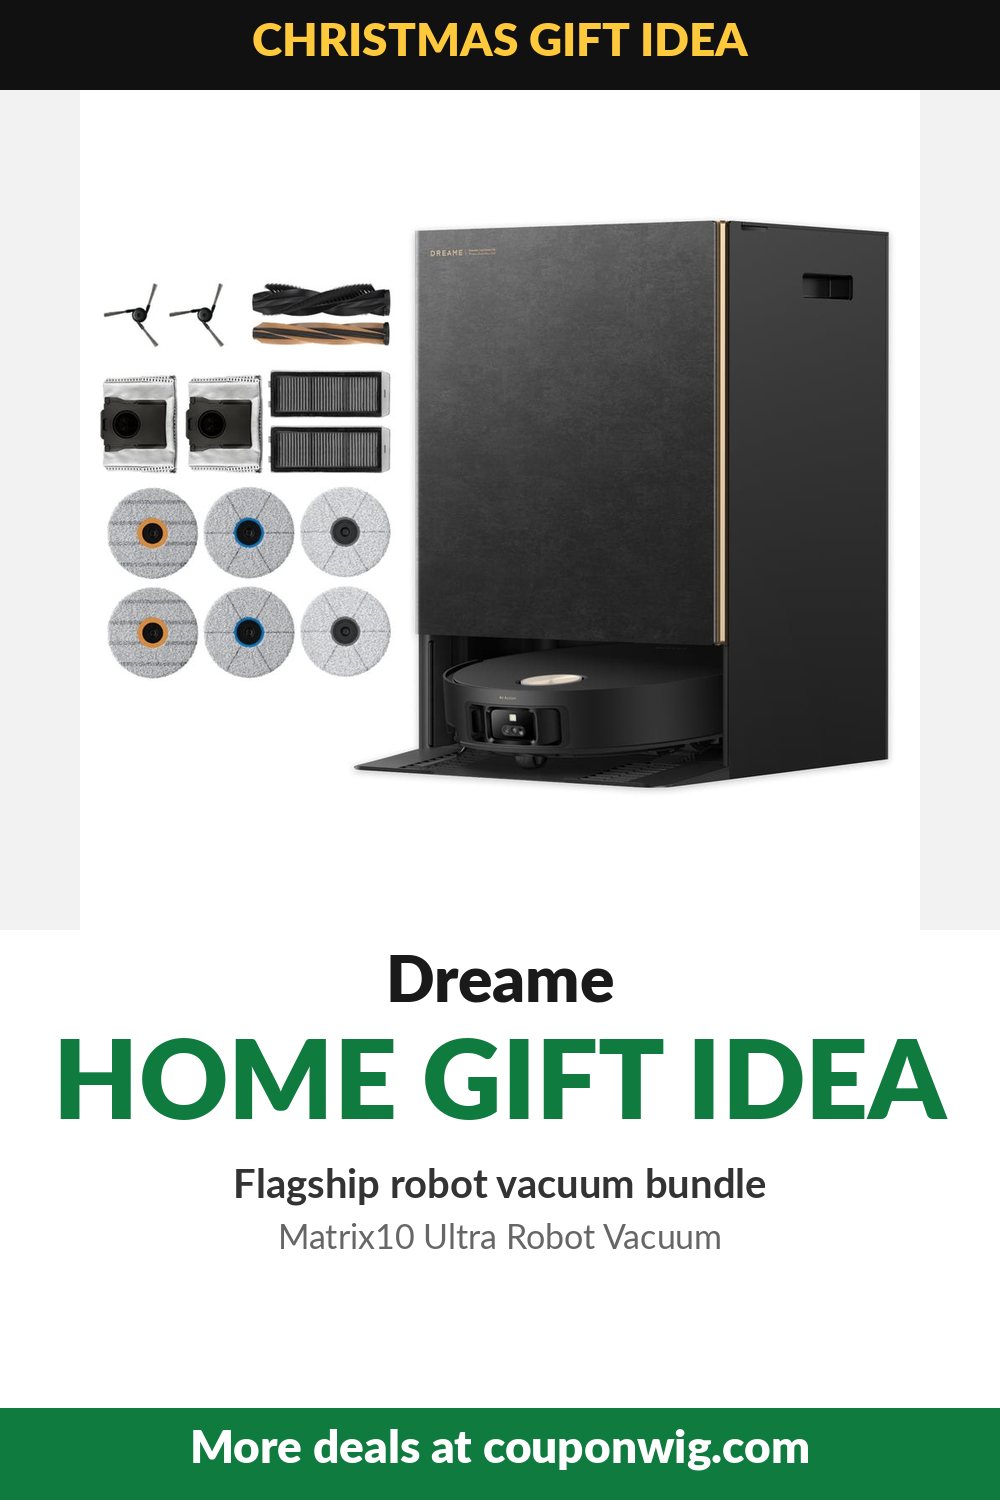 CHRISTMAS GIFT IDEA
DREAME
Dreame
HOME GIFT IDEA
Flagship robot vacuum bundle
Matrix10 Ultra Robot Vacuum
More deals at couponwig.com